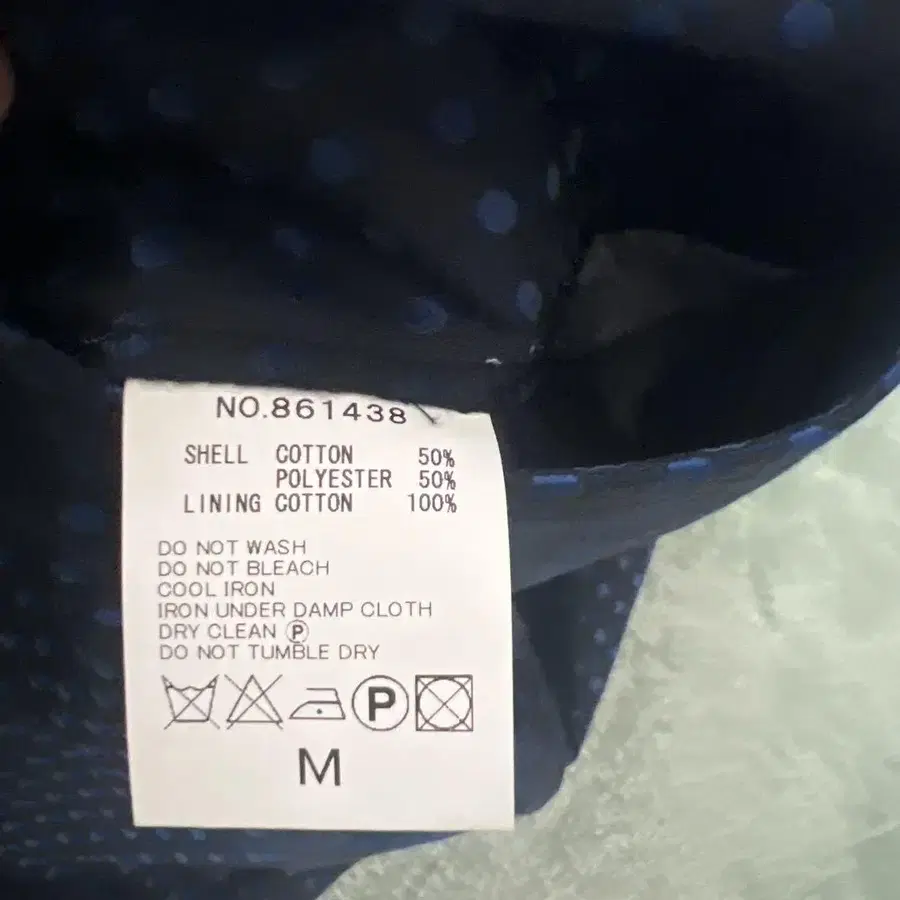 NO.861438
SHELL COTTON 50%
POLYESTER 50%
LINING COTTON 100%
DO NOT WASH
DO NOT BLEACH
COOL IRON
IRON UNDER DAMP CLOTH
DRY CLEAN Ⓟ
DO NOT TUMBLE DRY
P
M